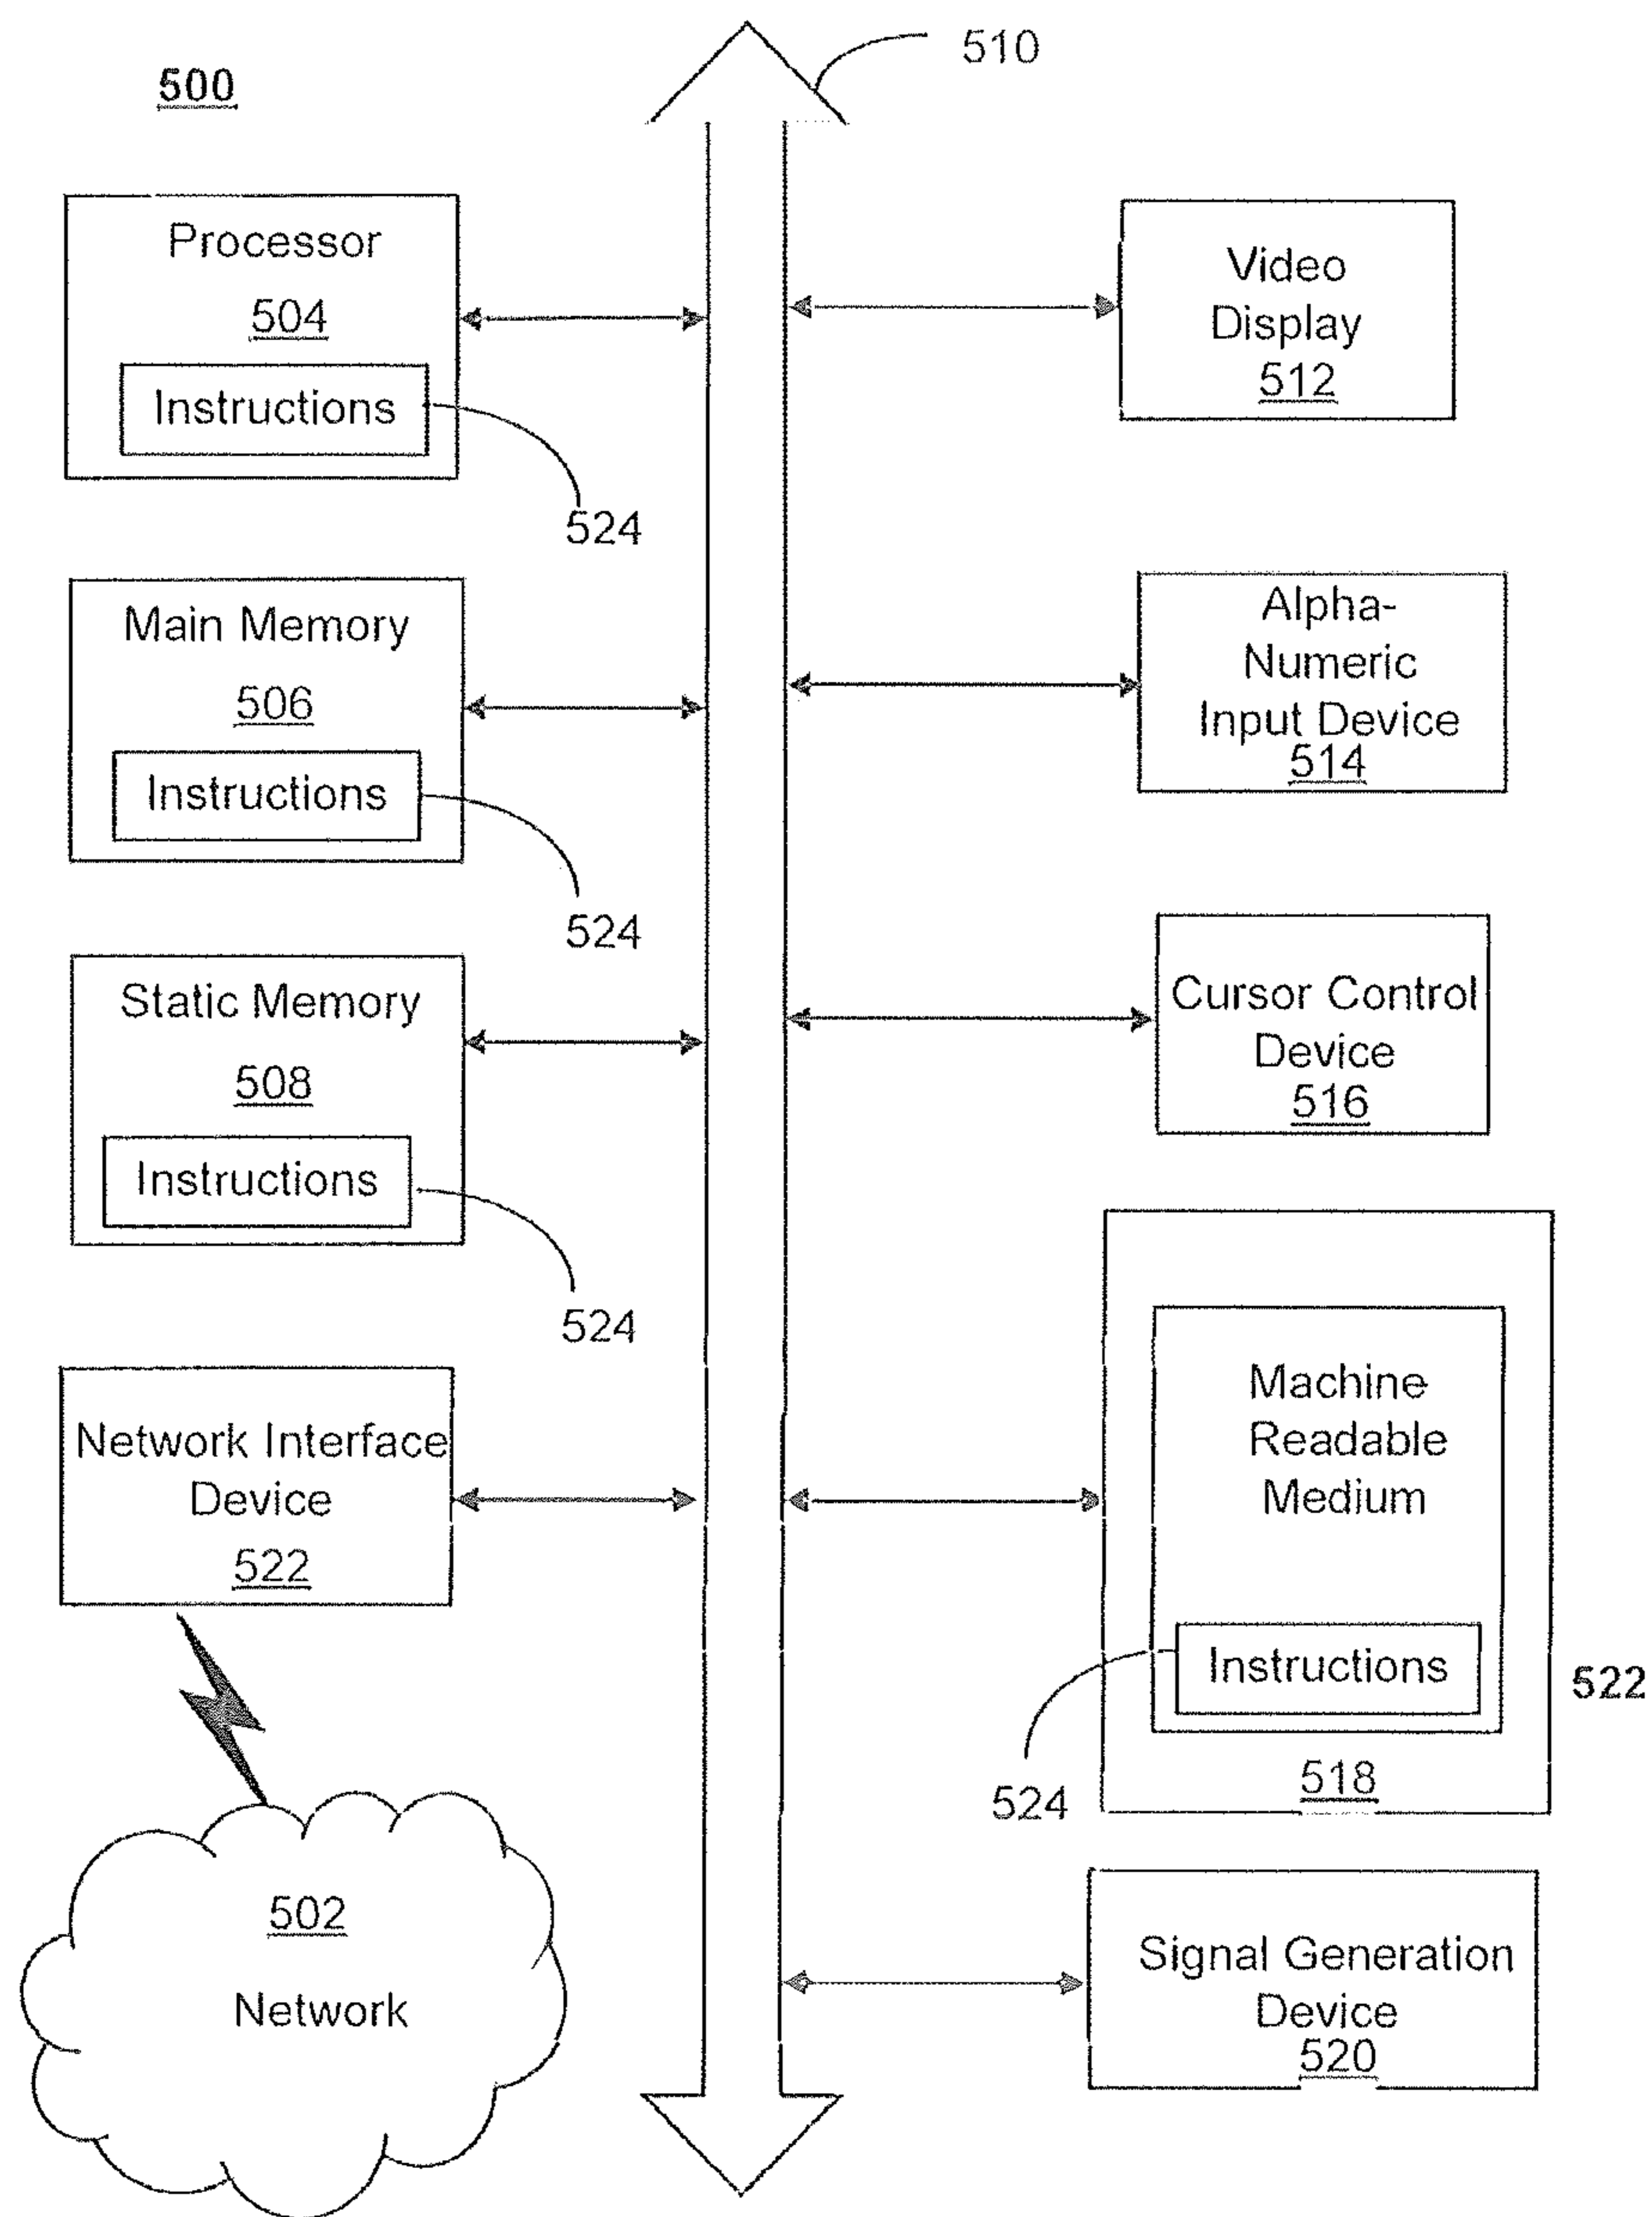 500
510
Processor
504
Instructions
524
Main Memory
506
Instructions
524
Static Memory
508
Instructions
524
Network Interface
Device
522
502
Network
Video
Display
512
Alpha-
Numeric
Input Device
514
Cursor Control
Device
516
Machine
Readable
Medium
Instructions
522
524
518
Signal Generation
Device
520